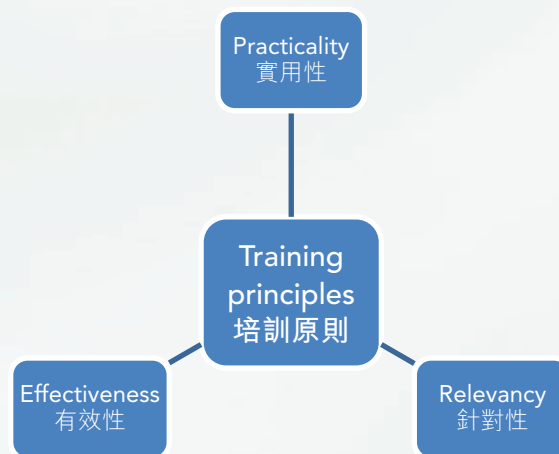 Practicality
實用性
Training
principles
培訓原則
Effectiveness
有效性
Relevancy
針對性